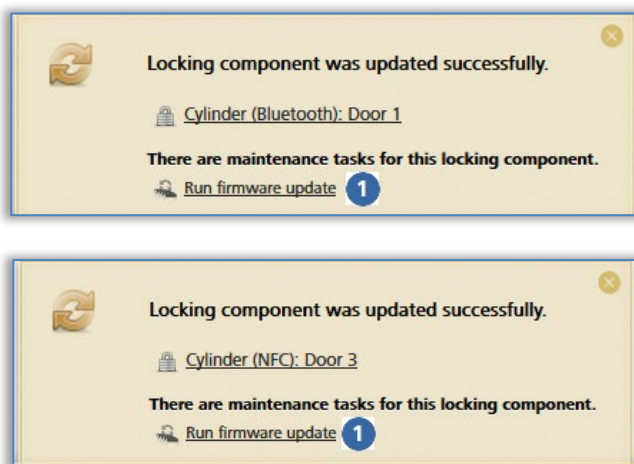 Locking component was updated successfully.
Cylinder (Bluetooth): Door 1
There are maintenance tasks for this locking component.
Run firmware update 1
Locking component was updated successfully.
Cylinder (NFC): Door 3
There are maintenance tasks for this locking component.
Run firmware update 1